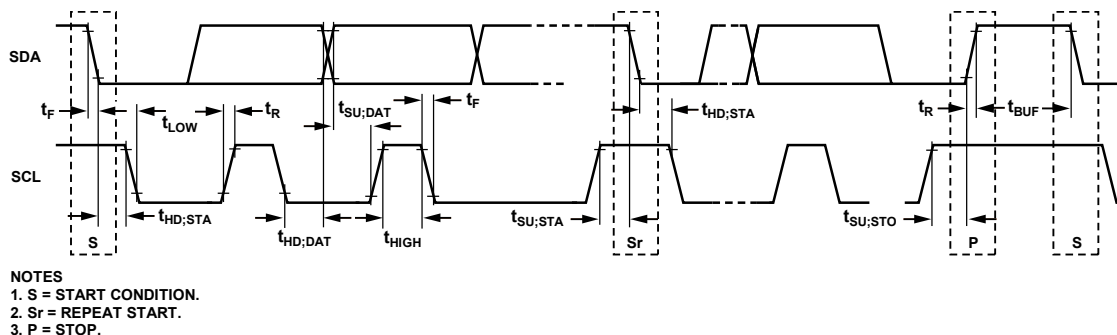 SDA
tF
tLOW
tR
tSU;DAT
tF
tHD;STA
tR
tBUF
SCL
tHD;STA
tHD;DAT
tHIGH
tSU;STA
tSU;STO
S
Sr
P
S
NOTES
1. S = START CONDITION.
2. Sr = REPEAT START.
3. P = STOP.